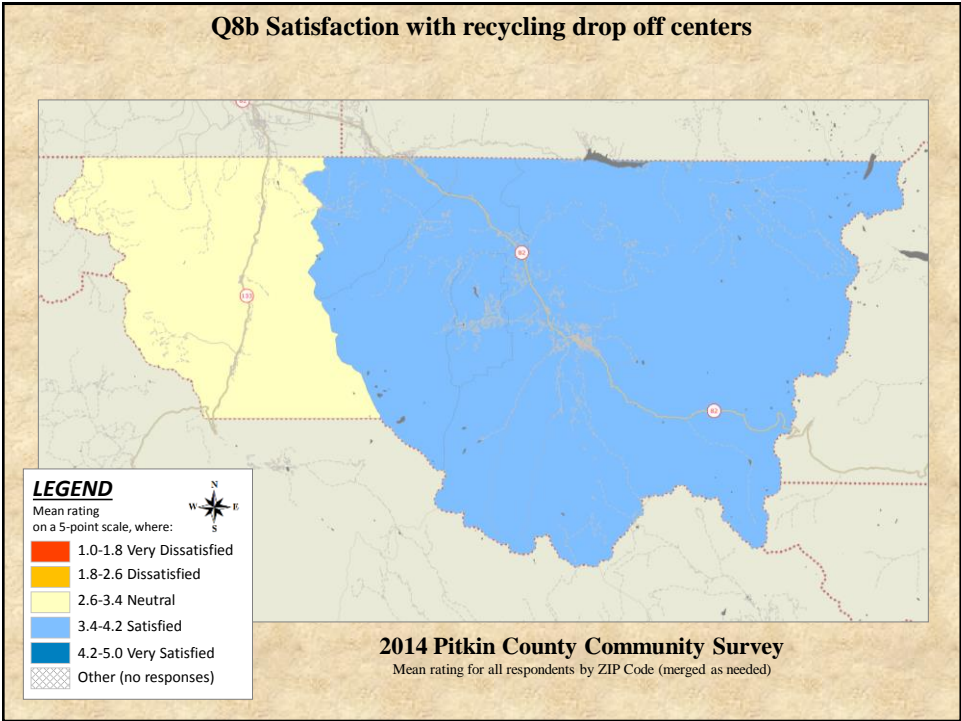 Q8b Satisfaction with recycling drop off centers
82
82
133
82
LEGEND
Mean rating
on a 5-point scale, where:
N
W E
S
1.0-1.8 Very Dissatisfied
1.8-2.6 Dissatisfied
2.6-3.4 Neutral
3.4-4.2 Satisfied
4.2-5.0 Very Satisfied
Other (no responses)
2014 Pitkin County Community Survey
Mean rating for all respondents by ZIP Code (merged as needed)